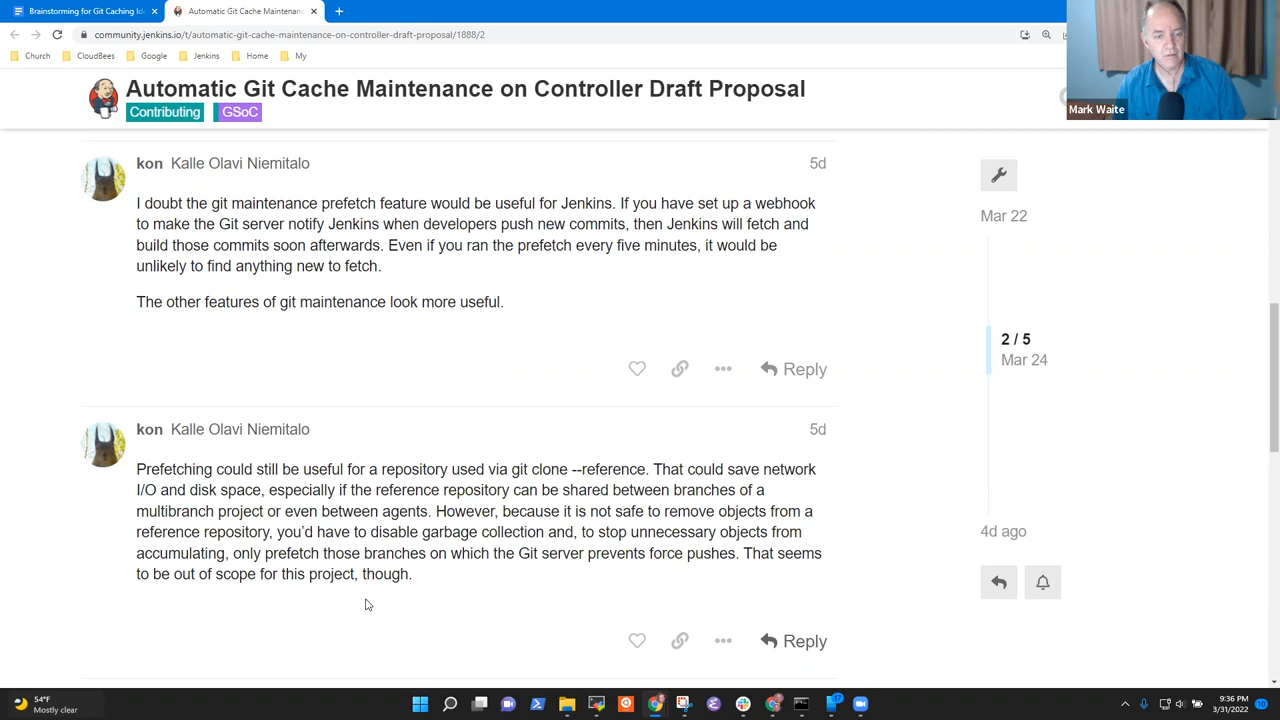 Brainstorming for Git Caching Id
Automatic Git Cache Maintenanc
community.jenkins.io/t/automatic-git-cache-maintenance-on-controller-draft-proposal/1888/2
Church
CloudBees
Google
Jenkins
Home
My
Mark Waite
Automatic Git Cache Maintenance on Controller Draft Proposal
Contributing
GSoC
kon Kalle Olavi Niemitalo
5d
I doubt the git maintenance prefetch feature would be useful for Jenkins. If you have set up a webhook
to make the Git server notify Jenkins when developers push new commits, then Jenkins will fetch and
build those commits soon afterwards. Even if you ran the prefetch every five minutes, it would be
unlikely to find anything new to fetch.
The other features of git maintenance look more useful.
Reply
kon Kalle Olavi Niemitalo
5d
Prefetching could still be useful for a repository used via git clone --reference. That could save network
I/O and disk space, especially if the reference repository can be shared between branches of a
multibranch project or even between agents. However, because it is not safe to remove objects from a
reference repository, you'd have to disable garbage collection and, to stop unnecessary objects from
accumulating, only prefetch those branches on which the Git server prevents force pushes. That seems
to be out of scope for this project, though.
Reply
Mar 22
2 / 5
Mar 24
4d ago
54°F
Mostly clear
17
9:36 PM
3/31/2022